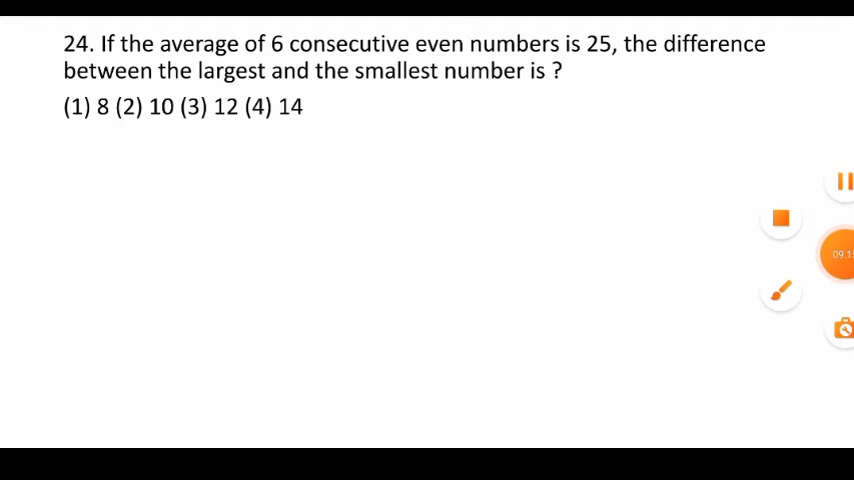 24. If the average of 6 consecutive even numbers is 25, the difference
between the largest and the smallest number is ?
(1) 8 (2) 10 (3) 12 (4) 14